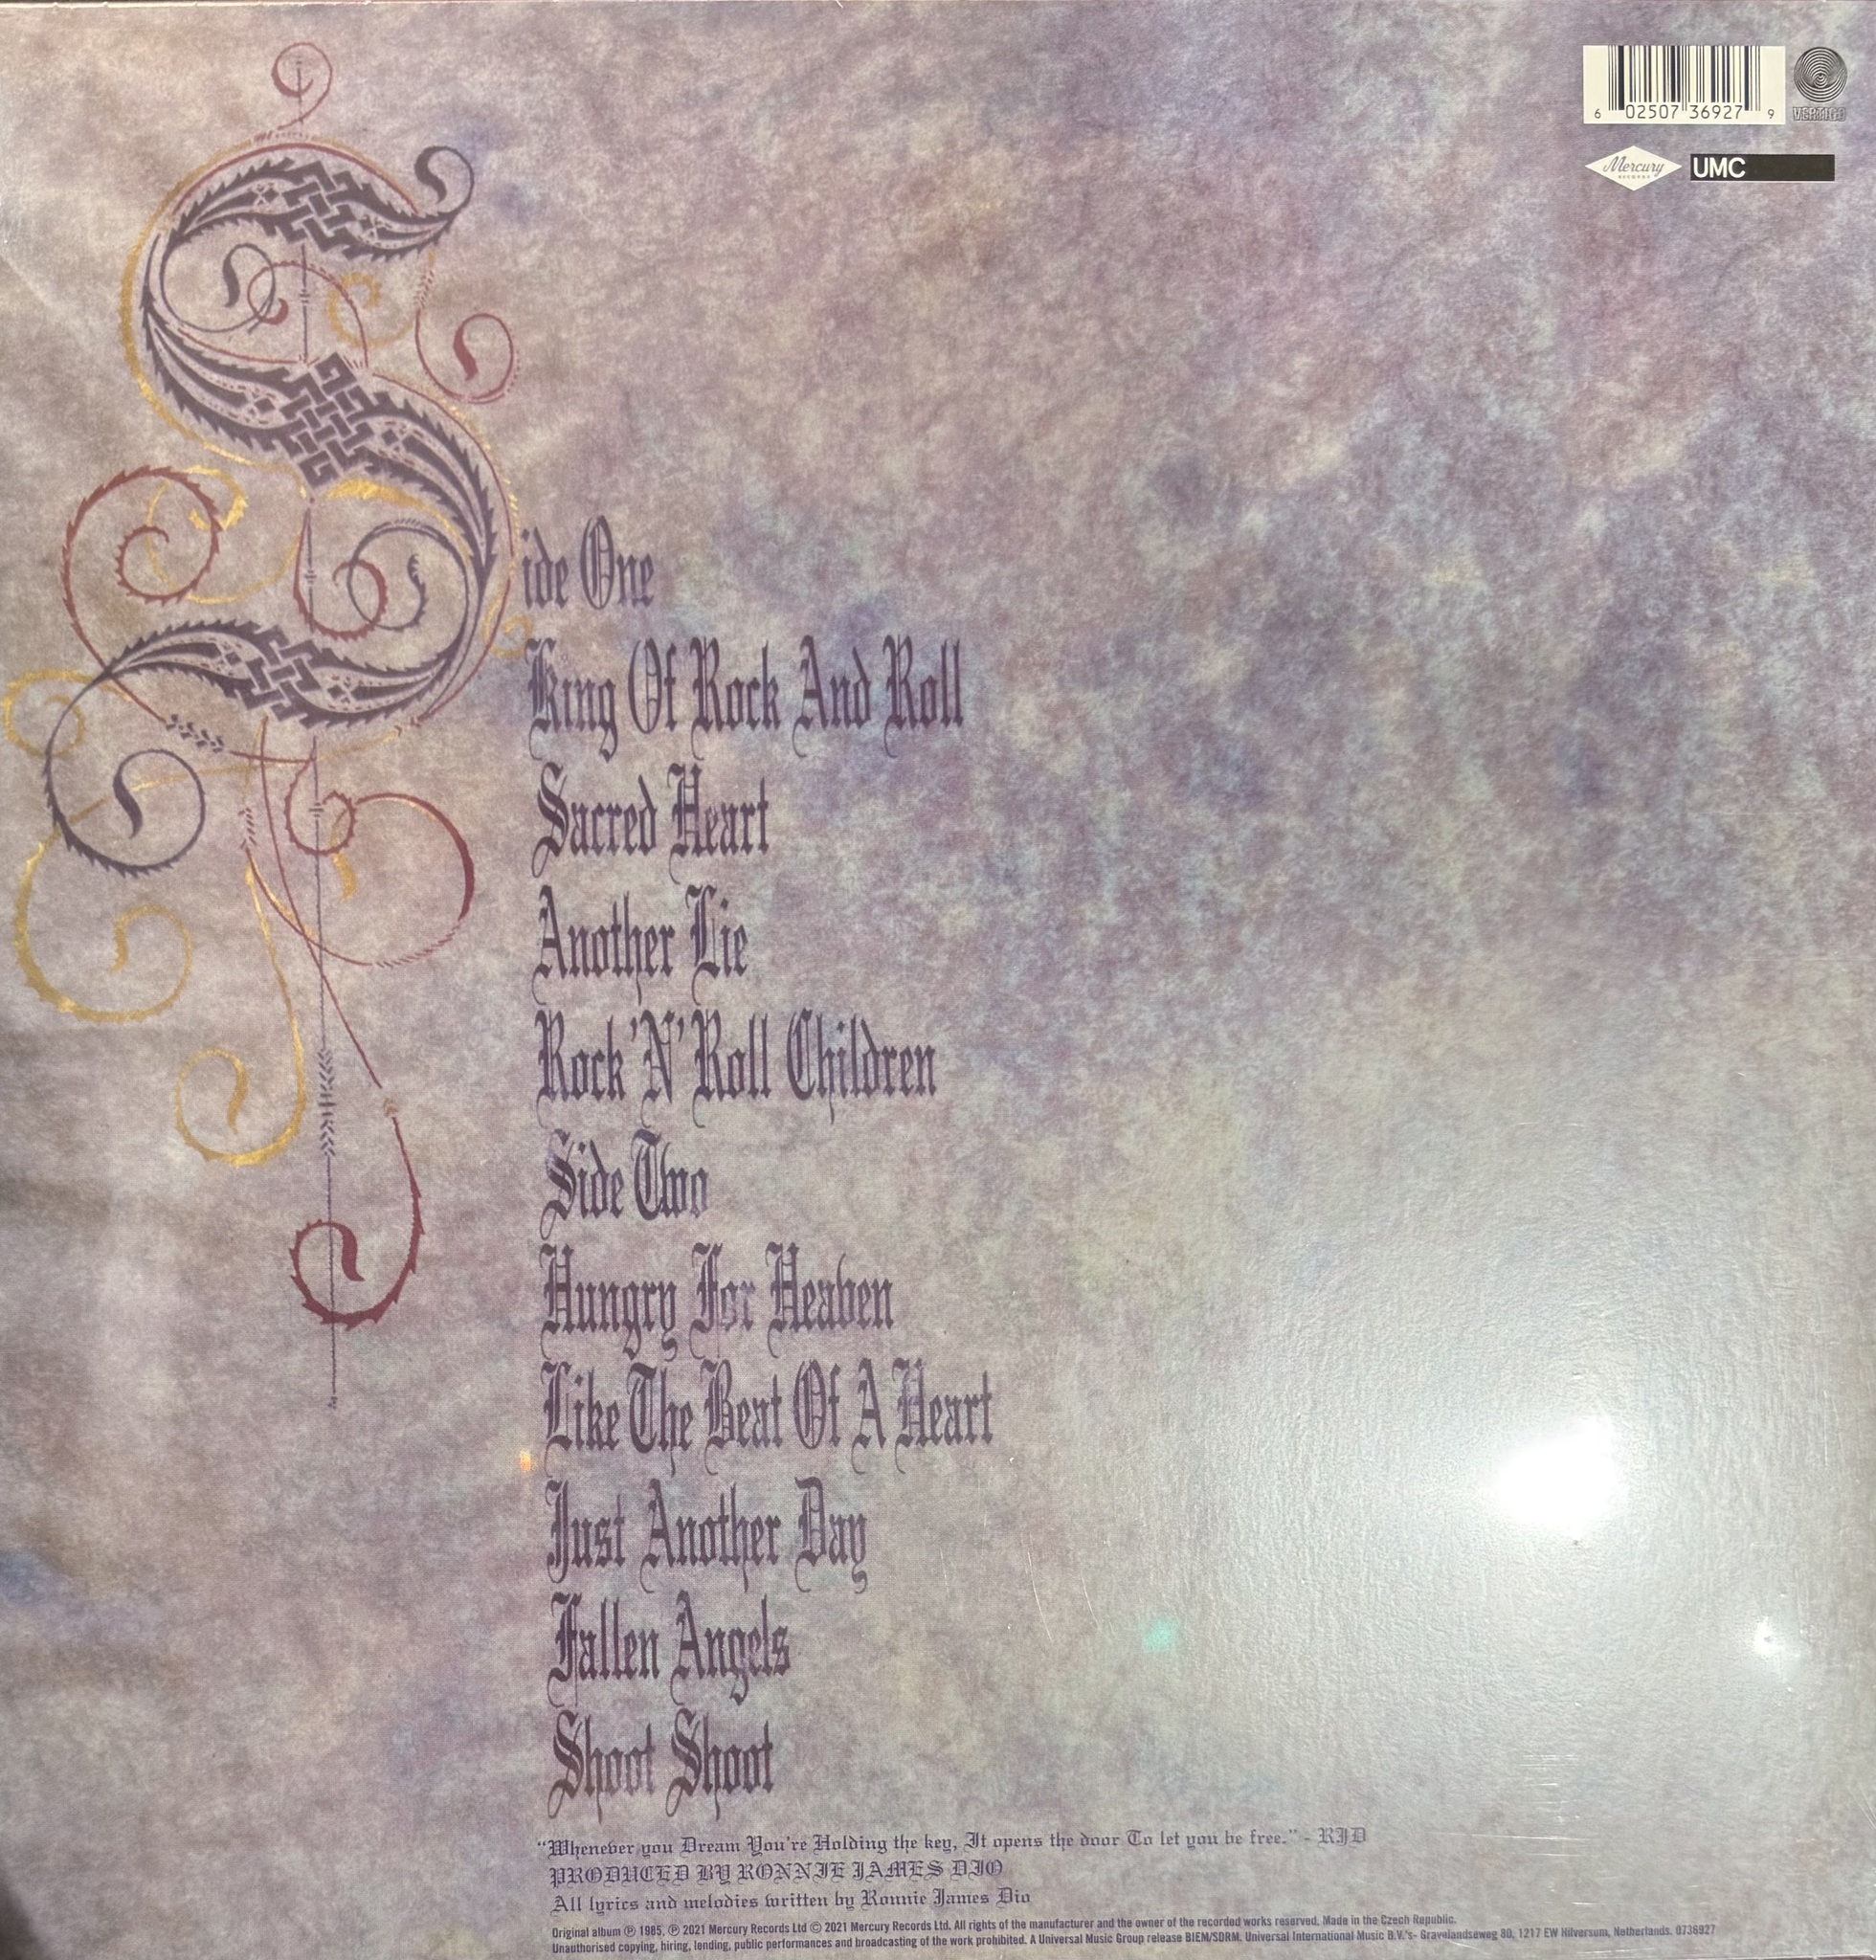 6 02507 36927 9
VERTIGO
Mercury
RECORDS
UMC
Side One
King Of Rock And Roll
Sacred Heart
Another Lie
Rock 'N' Roll Children
Side Two
Hungry For Heaven
Like The Beat Of A Heart
Just Another Day
Fallen Angels
Shoot Shoot
“Whenever you Dream You're Holding the key, It opens the door To let you be free.” - RJD
PRODUCED BY RONNIE JAMES DIO
All lyrics and melodies written by Ronnie James Dio
Original album ℗ 1985, ℗ 2021 Mercury Records Ltd © 2021 Mercury Records Ltd. All rights of the manufacturer and the owner of the recorded works reserved. Made in the Czech Republic.
Unauthorised copying, hiring, lending, public performances and broadcasting of the work prohibited. A Universal Music Group release BIEM/SDRM. Universal International Music B.V.'s- Gravelandseweg 80, 1217 EW Hilversum, Netherlands. 0736927